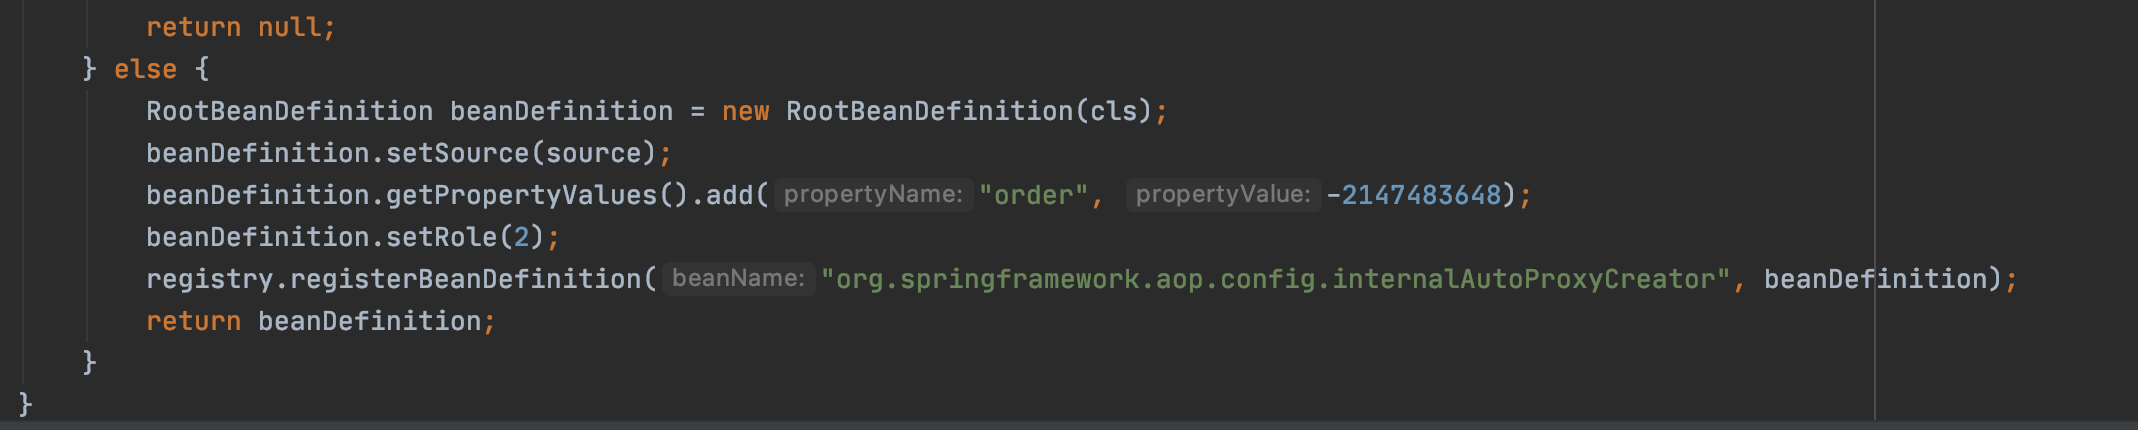 return null;
} else {
RootBeanDefinition beanDefinition = new RootBeanDefinition(cls);
beanDefinition.setSource(source);
beanDefinition.getPropertyValues().add( propertyName: "order", propertyValue: -2147483648);
beanDefinition.setRole(2);
registry.registerBeanDefinition( beanName: "org.springframework.aop.config.internalAutoProxyCreator", beanDefinition);
return beanDefinition;
}
}